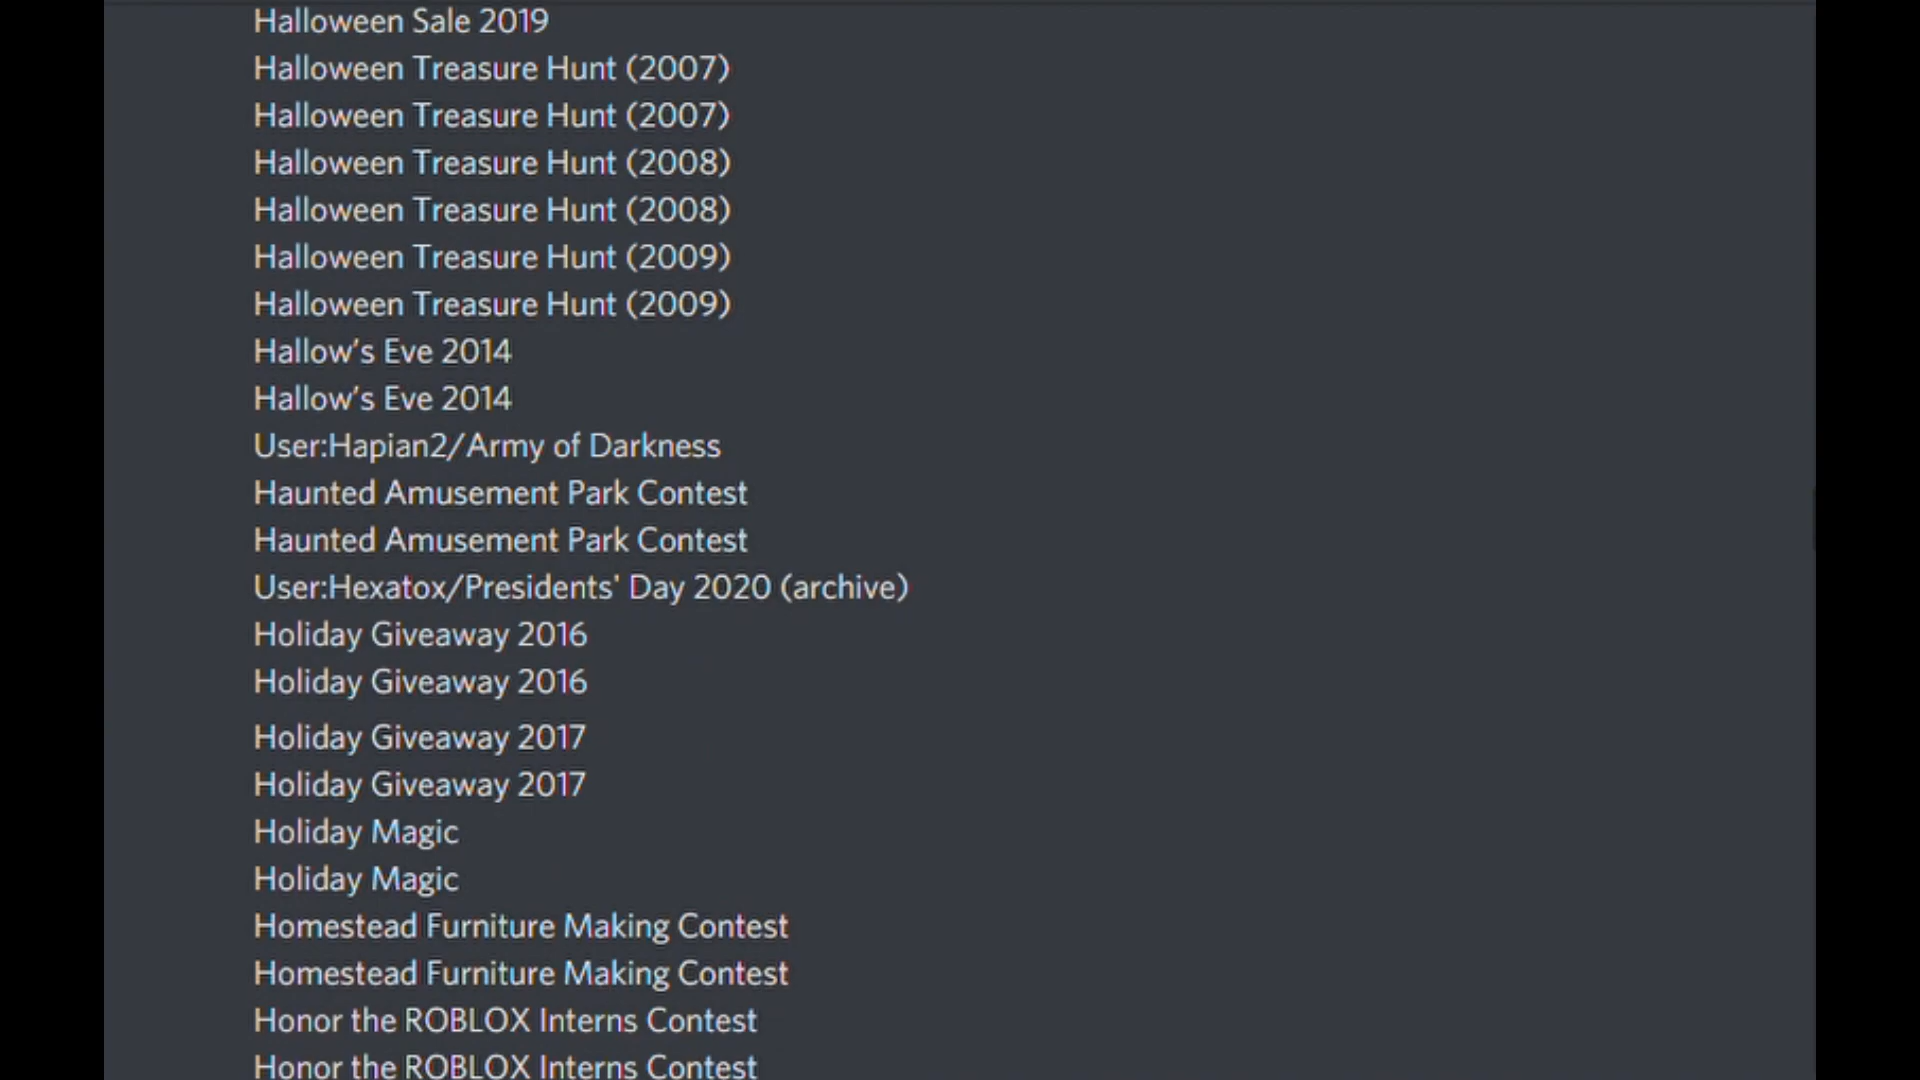 Halloween Sale 2019
Halloween Treasure Hunt (2007)
Halloween Treasure Hunt (2007)
Halloween Treasure Hunt (2008)
Halloween Treasure Hunt (2008)
Halloween Treasure Hunt (2009)
Halloween Treasure Hunt (2009)
Hallow’s Eve 2014
Hallow’s Eve 2014
User:Hapian2/Army of Darkness
Haunted Amusement Park Contest
Haunted Amusement Park Contest
User:Hexatox/Presidents' Day 2020 (archive)
Holiday Giveaway 2016
Holiday Giveaway 2016
Holiday Giveaway 2017
Holiday Giveaway 2017
Holiday Magic
Holiday Magic
Homestead Furniture Making Contest
Homestead Furniture Making Contest
Honor the ROBLOX Interns Contest
Honor the ROBLOX Interns Contest